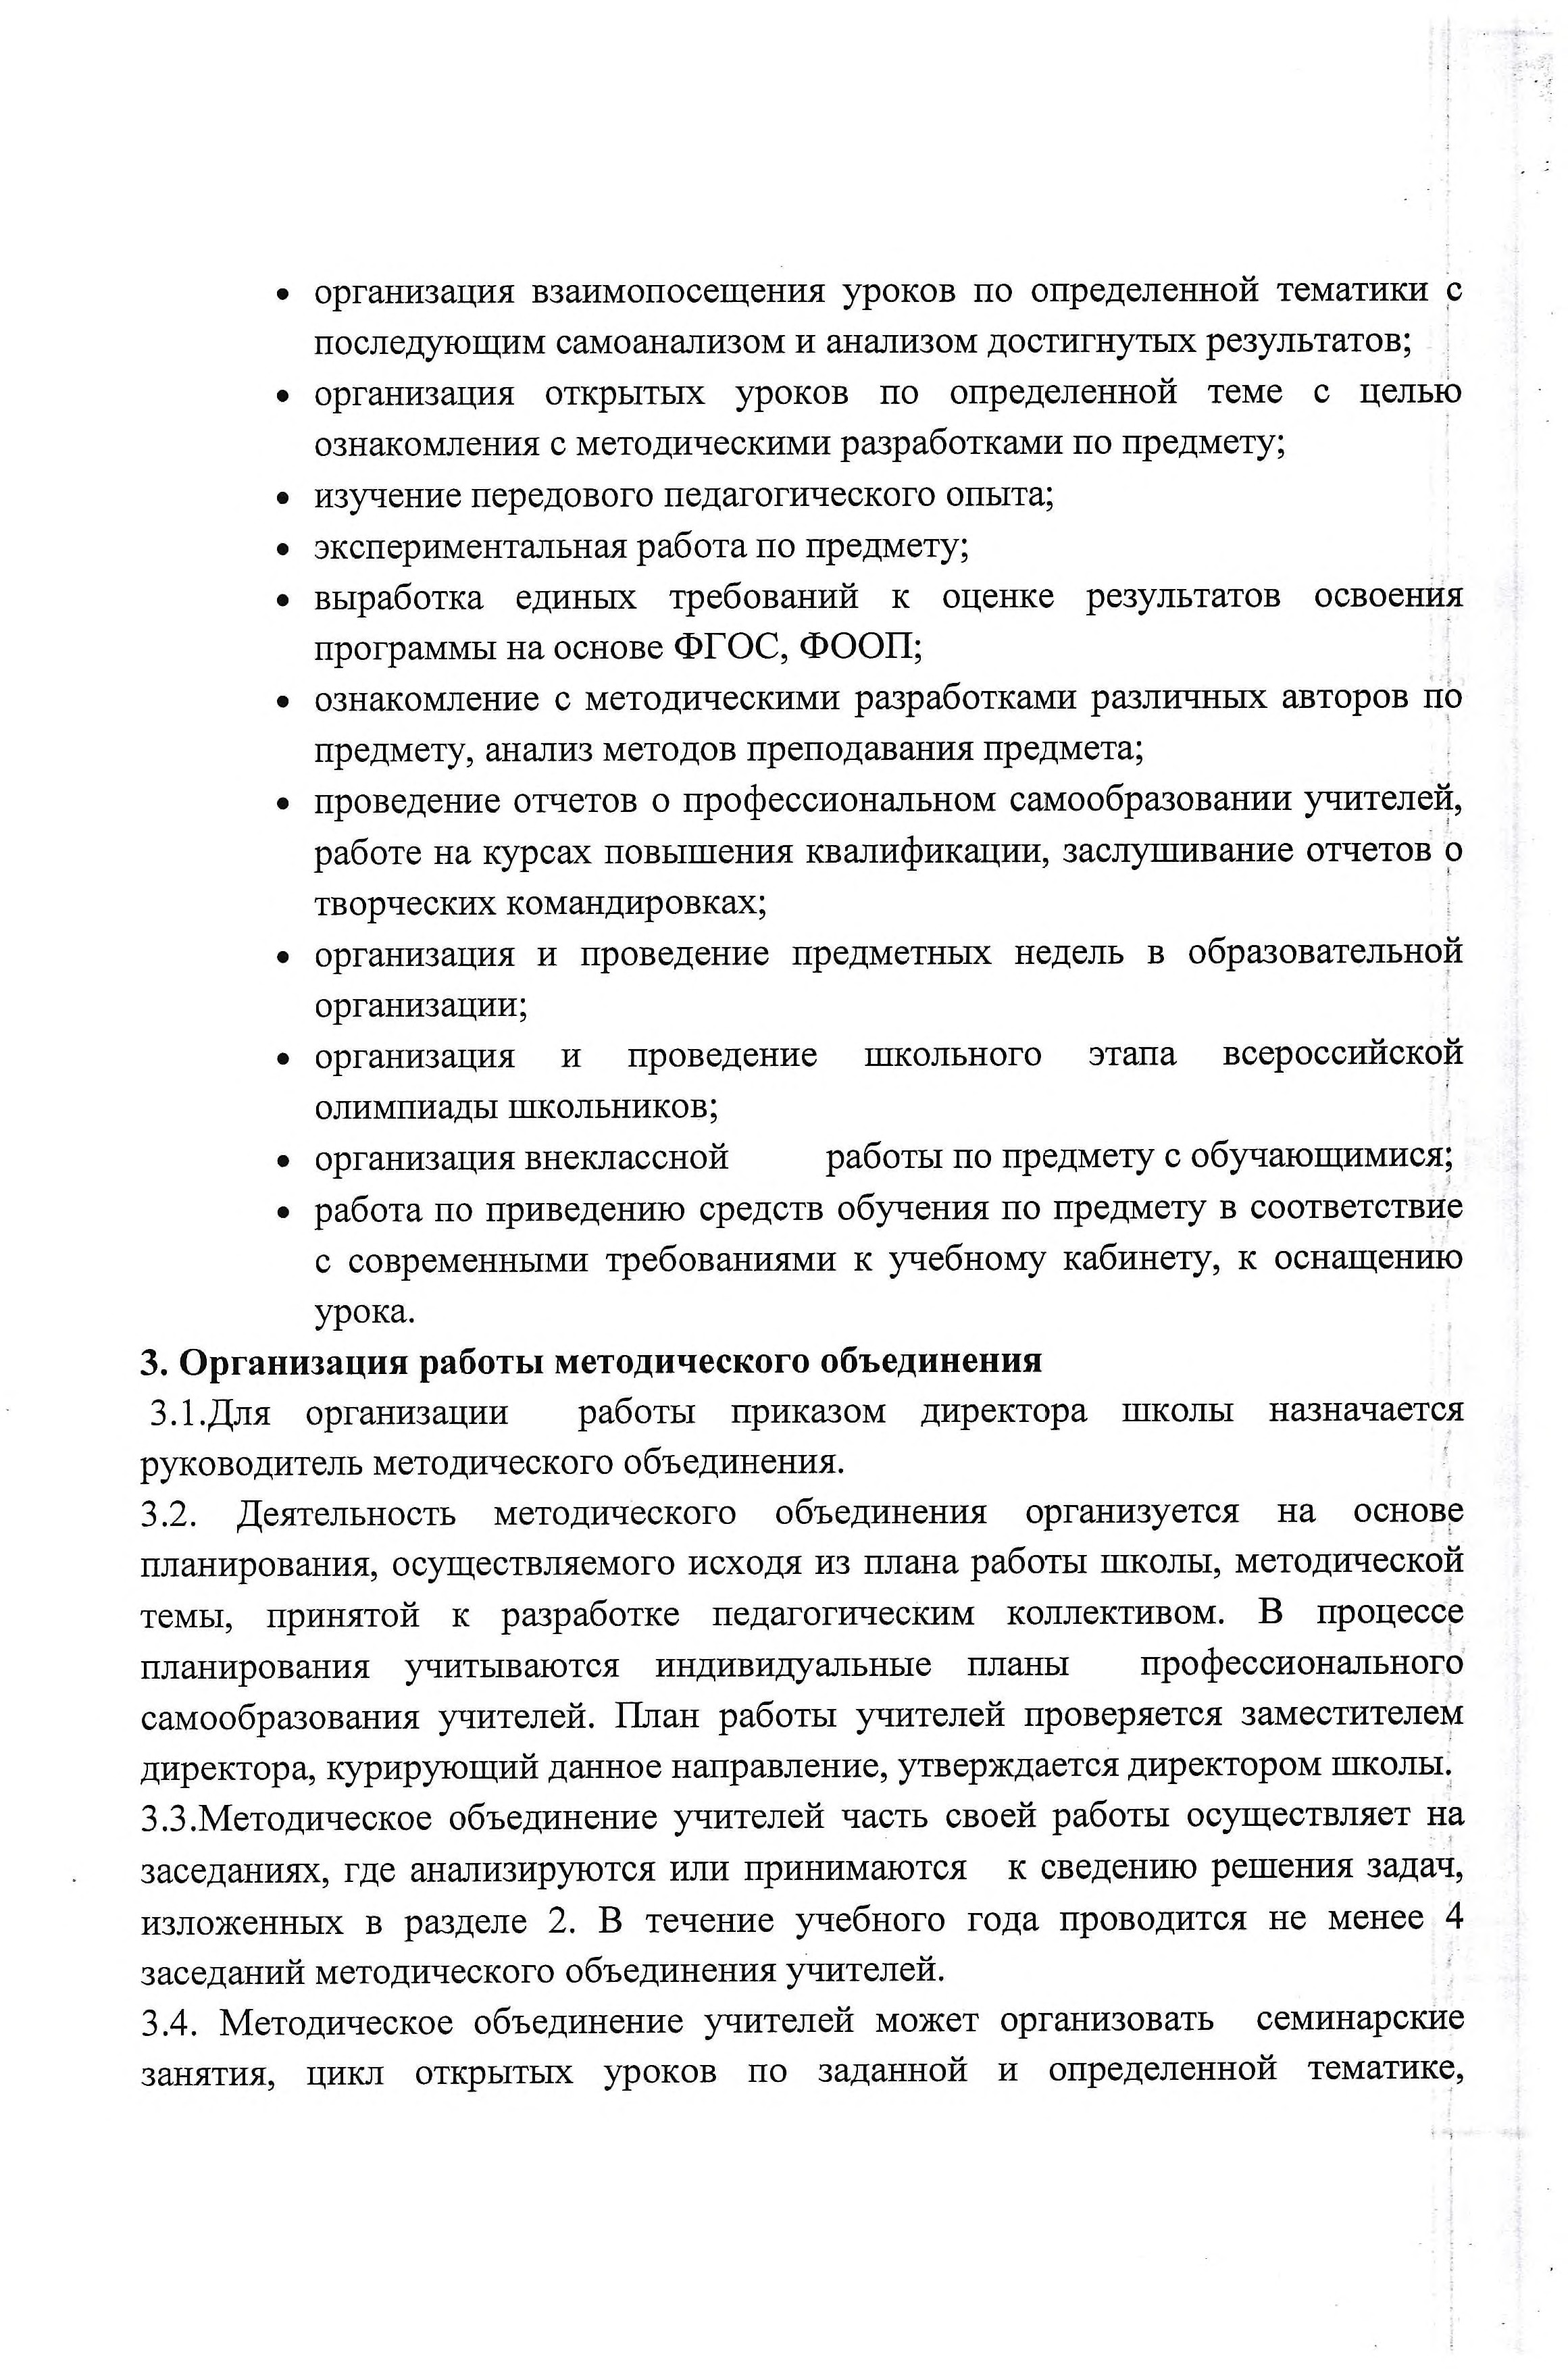 • организация взаимопосещения уроков по определенной тематики с
последующим самоанализом и анализом достигнутых результатов;
• организация открытых уроков по определенной теме с целью
ознакомления с методическими разработками по предмету;
• изучение передового педагогического опыта;
• экспериментальная работа по предмету;
• выработка единых требований к оценке результатов освоения
программы на основе ФГОС, ФООП;
• ознакомление с методическими разработками различных авторов по
предмету, анализ методов преподавания предмета;
• проведение отчетов о профессиональном самообразовании учителей,
работе на курсах повышения квалификации, заслушивание отчетов о
творческих командировках;
• организация и проведение предметных недель в образовательной
организации;
• организация и проведение школьного этапа всероссийской
олимпиады школьников;
• организация внеклассной работы по предмету с обучающимися;
• работа по приведению средств обучения по предмету в соответствие
с современными требованиями к учебному кабинету, к оснащению
урока.
3. Организация работы методического объединения
3.1.Для организации работы приказом директора школы назначается
руководитель методического объединения.
3.2. Деятельность методического объединения организуется на основе
планирования, осуществляемого исходя из плана работы школы, методической
темы, принятой к разработке педагогическим коллективом. В процессе
планирования учитываются индивидуальные планы профессионального
самообразования учителей. План работы учителей проверяется заместителем
директора, курирующий данное направление, утверждается директором школы.
3.3.Методическое объединение учителей часть своей работы осуществляет на
заседаниях, где анализируются или принимаются к сведению решения задач,
изложенных в разделе 2. В течение учебного года проводится не менее 4
заседаний методического объединения учителей.
3.4. Методическое объединение учителей может организовать семинарские
занятия, цикл открытых уроков по заданной и определенной тематике,